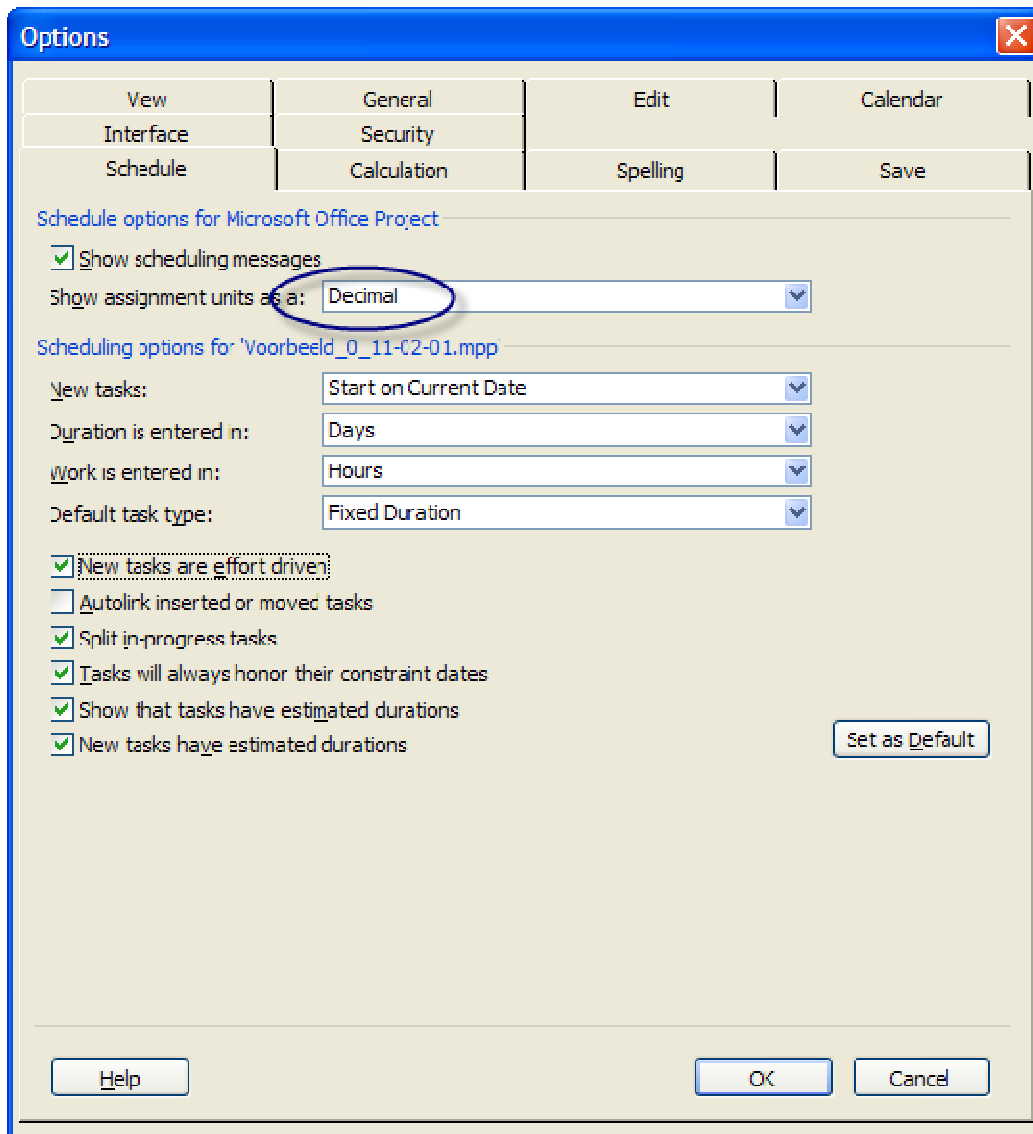 Options
View General Edit Calendar
Interface Security
Schedule Calculation Spelling Save
Schedule options for Microsoft Office Project
Show scheduling messages
Show assignment units as a: Decimal
Scheduling options for 'Voorbeeld_0_11-02-01.mpp'
New tasks: Start on Current Date
Duration is entered in: Days
Work is entered in: Hours
Default task type: Fixed Duration
New tasks are effort driven
Autolink inserted or moved tasks
Split in-progress tasks
Tasks will always honor their constraint dates
Show that tasks have estimated durations
New tasks have estimated durations
Set as Default
Help OK Cancel